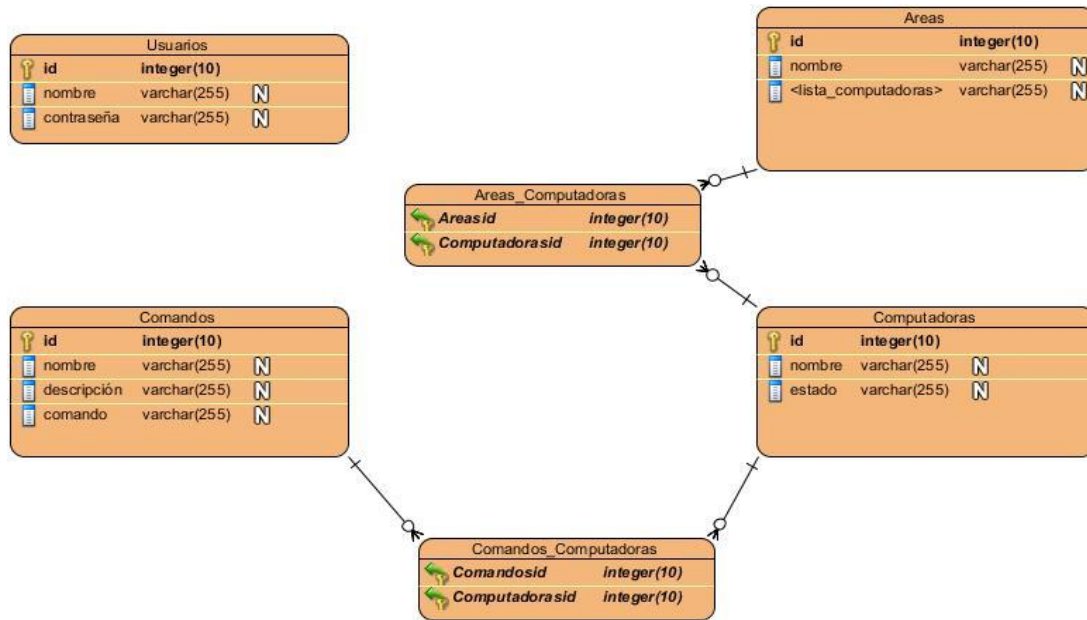 Usuarios
id integer(10)
nombre varchar(255) N
contraseña varchar(255) N
Areas
id integer(10)
nombre varchar(255) N
<lista_computadoras> varchar(255) N
Areas_Computadoras
Areasid integer(10)
Computadorasid integer(10)
Comandos
id integer(10)
nombre varchar(255) N
descripción varchar(255) N
comando varchar(255) N
Computadoras
id integer(10)
nombre varchar(255) N
estado varchar(255) N
Comandos_Computadoras
Comandosid integer(10)
Computadorasid integer(10)